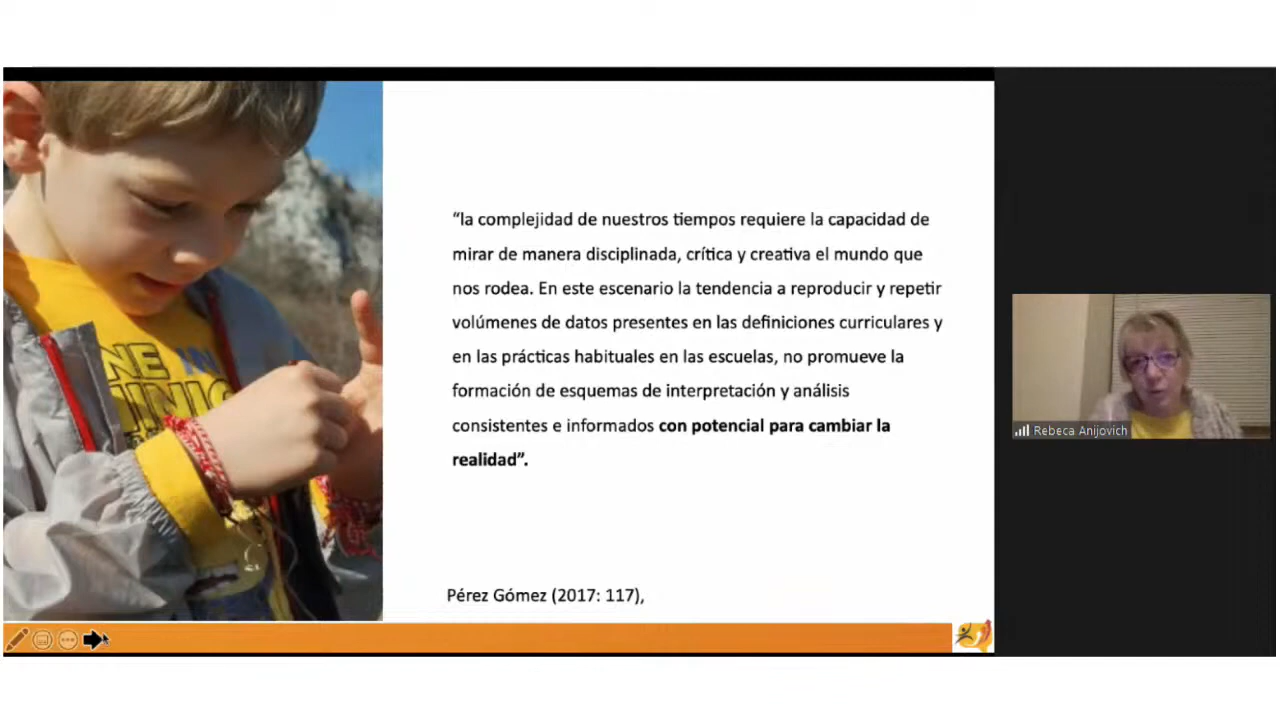 “la complejidad de nuestros tiempos requiere la capacidad de
mirar de manera disciplinada, crítica y creativa el mundo que
nos rodea. En este escenario la tendencia a reproducir y repetir
volúmenes de datos presentes en las definiciones curriculares y
en las prácticas habituales en las escuelas, no promueve la
formación de esquemas de interpretación y análisis
consistentes e informados con potencial para cambiar la
realidad”.
Pérez Gómez (2017: 117),
Rebeca Anijovich